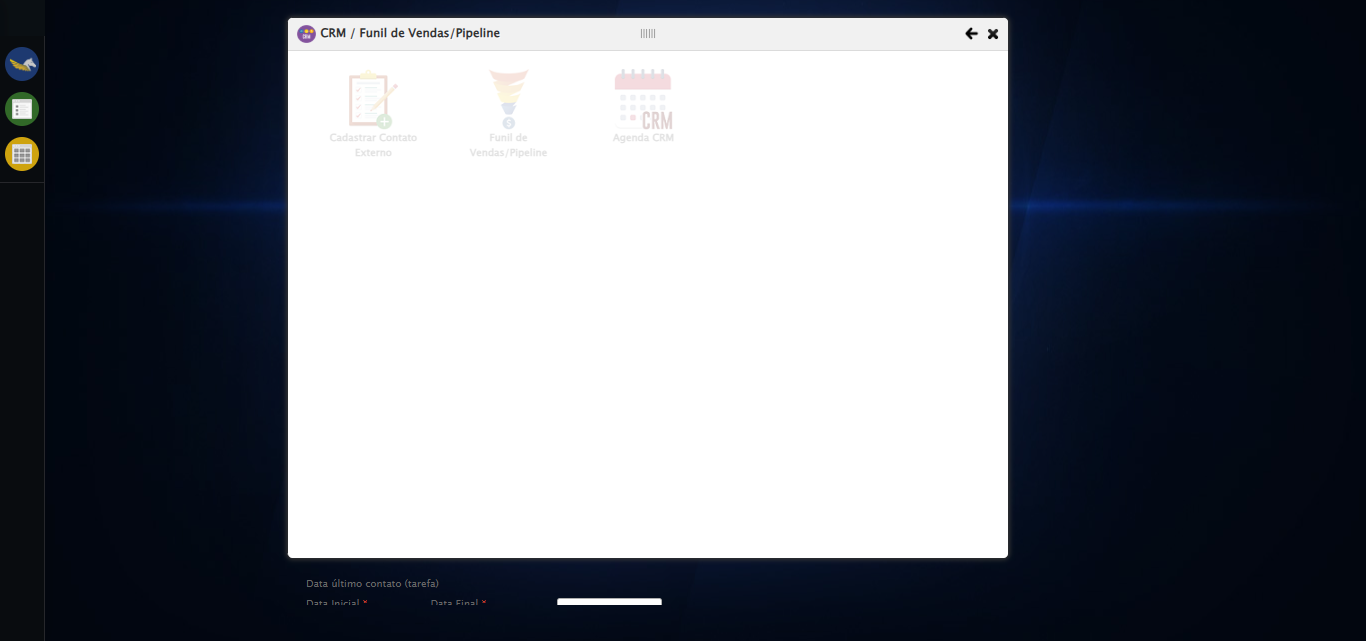 CRM / Funil de Vendas/Pipeline
Cadastrar Contato
Externo
Funil de
Vendas/Pipeline
CRM
Agenda CRM
Data último contato (tarefa)
Data Inicial *
Data Final *